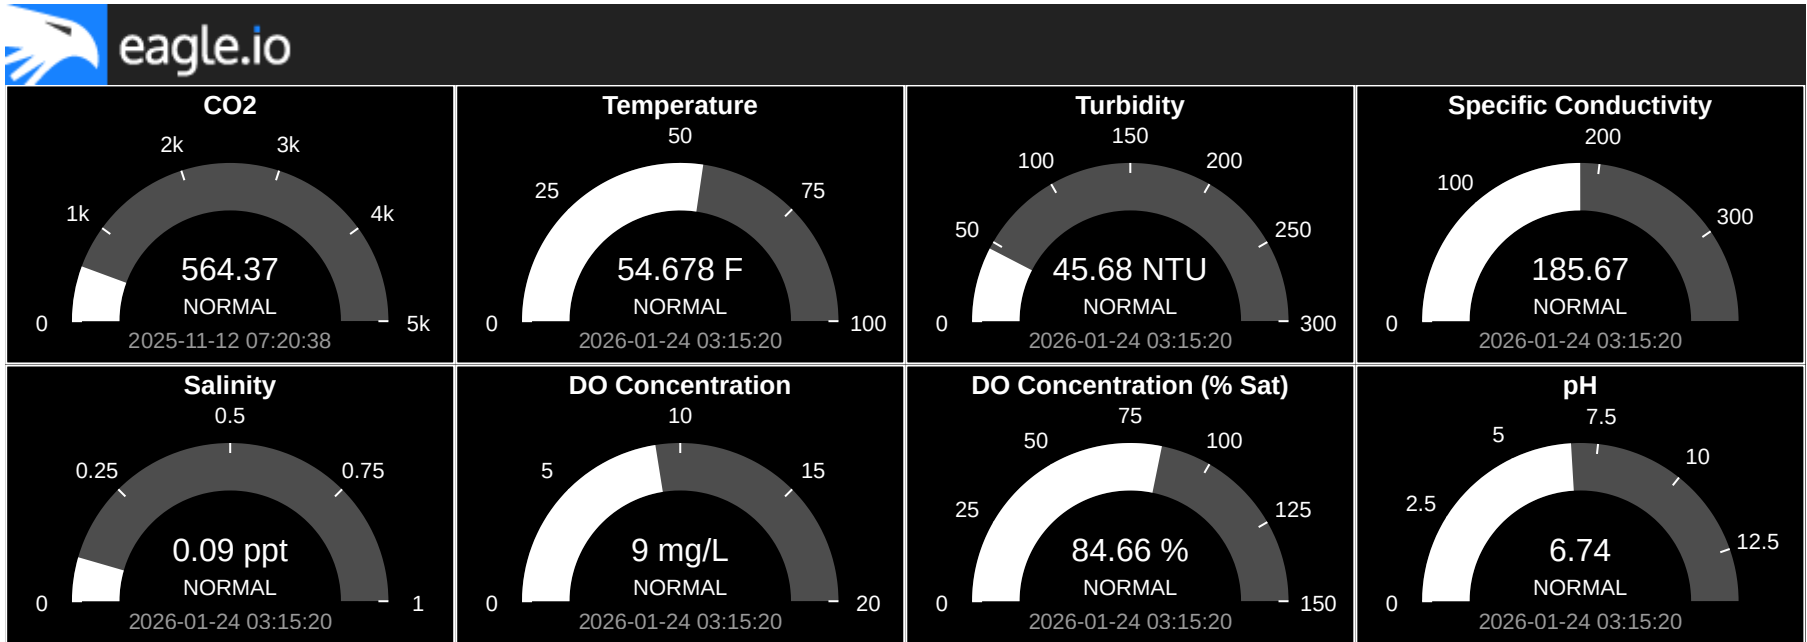 eagle.io
CO2
0
1k
2k
3k
4k
5k
564.37
NORMAL
2025-11-12 07:20:38
Temperature
0
25
50
75
100
54.678 F
NORMAL
2026-01-24 03:15:20
Turbidity
0
50
100
150
200
250
300
45.68 NTU
NORMAL
2026-01-24 03:15:20
Specific Conductivity
0
100
200
300
185.67
NORMAL
2026-01-24 03:15:20
Salinity
0
0.25
0.5
0.75
1
0.09 ppt
NORMAL
2026-01-24 03:15:20
DO Concentration
0
5
10
15
20
9 mg/L
NORMAL
2026-01-24 03:15:20
DO Concentration (% Sat)
0
25
50
75
100
125
150
84.66 %
NORMAL
2026-01-24 03:15:20
pH
0
2.5
5
7.5
10
12.5
6.74
NORMAL
2026-01-24 03:15:20